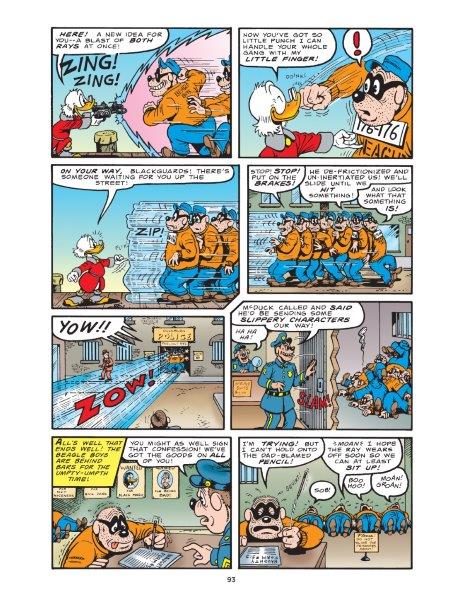 HERE! A NEW IDEA FOR
YOU--A BLAST OF BOTH
RAYS AT ONCE!
ZING!
ZING!
NOW YOU'VE GOT SO
LITTLE PUNCH I CAN
HANDLE YOUR WHOLE
GANG WITH MY
LITTLE FINGER!
DOINK!
!
176-176
ON YOUR WAY, BLACKGUARDS! THERE'S
SOMEONE WAITING FOR YOU UP THE
STREET!
ZIP!
STOP! STOP!
PUT ON THE
BRAKES!
HE DE-FRICTIONED AND
UN-INERTIATED US! WE'LL
SLIDE UNTIL WE
HIT
SOMETHING!
AND LOOK
WHAT THAT
SOMETHING
IS!
YOW!!
POLICE
ZOW!
McDUCK CALLED AND SAID
HE'D BE SENDING SOME
SLIPPERY CHARACTERS
OUR WAY!
HA HA
HA!
SLAM!
ALL'S WELL THAT
ENDS WELL! THE
BEAGLE BOYS
ARE BEHIND
BARS FOR THE
UMPTY-UMPTH
TIME!
YOU MIGHT AS WELL SIGN
THAT CONFESSION! WE'VE
GOT THE GOODS ON ALL
OF YOU!
WANTED
I'M TRYING! BUT
I CAN'T HOLD ONTO
THE DAD-BLAMED
PENCIL!
MOAN! I HOPE
THE RAY WEARS
OFF SOON SO WE
CAN AT LEAST
SIT UP!
SOB!
BOO
HOO!
MOAN!
GROAN!
PLEASE
DO NOT
93